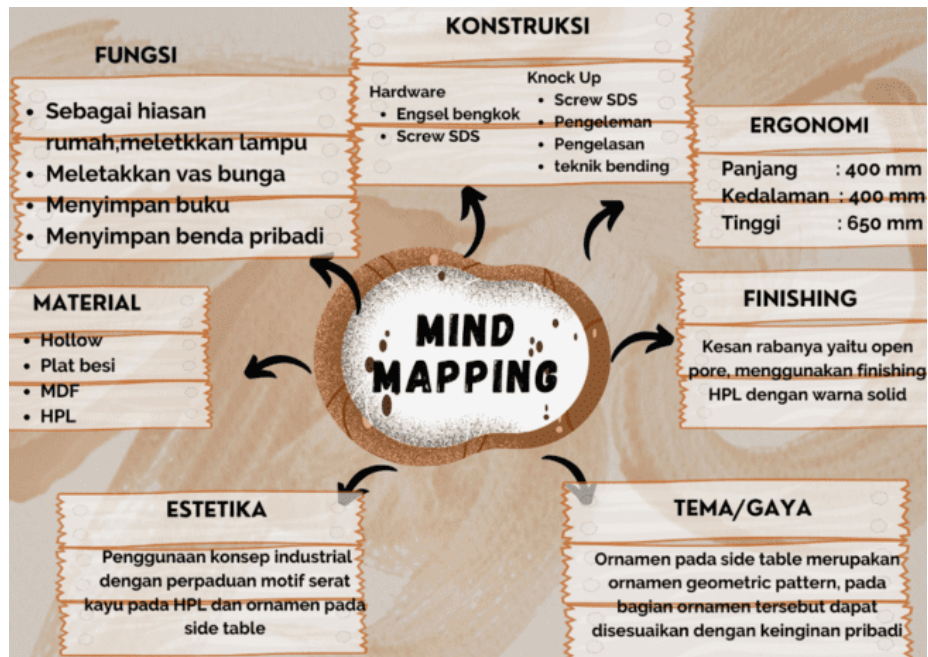 FUNGSI
• Sebagai hiasan
rumah,meletkkan lampu
• Meletakkan vas bunga
• Menyimpan buku
• Menyimpan benda pribadi
KONSTRUKSI
Hardware
• Engsel bengkok
• Screw SDS
Knock Up
• Screw SDS
• Pengeleman
• Pengelasan
• teknik bending
ERGONOMI
Panjang : 400 mm
Kedalaman : 400 mm
Tinggi : 650 mm
MATERIAL
• Hollow
• Plat besi
• MDF
• HPL
MIND
MAPPING
FINISHING
Kesan rabanya yaitu open
pore, menggunakan finishing
HPL dengan warna solid
ESTETIKA
Penggunaan konsep industrial
dengan perpaduan motif serat
kayu pada HPL dan ornamen pada
side table
TEMA/GAYA
Ornamen pada side table merupakan
ornamen geometric pattern, pada
bagian ornamen tersebut dapat
disesuaikan dengan keinginan pribadi